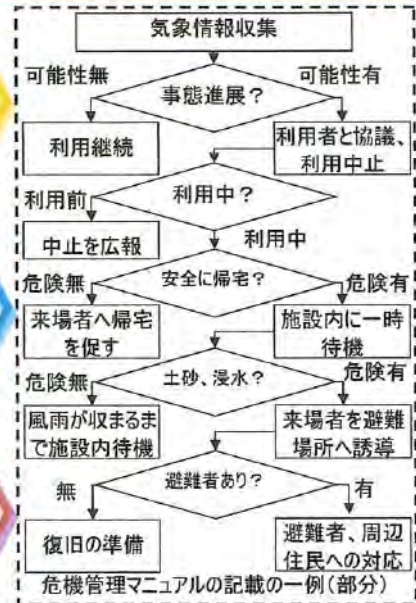 気象情報収集
可能性無
可能性有
事態進展？
利用継続
利用者と協議、
利用中止
利用中？
利用前
利用中
中止を広報
安全に帰宅？
危険無
危険有
来場者へ帰宅
を促す
施設内に一時
待機
土砂、浸水？
危険無
危険有
風雨が収まるま
で施設内待機
来場者を避難
場所へ誘導
避難者あり？
無
有
復旧の準備
避難者、周辺
住民への対応
危機管理マニュアルの記載の一例（部分）